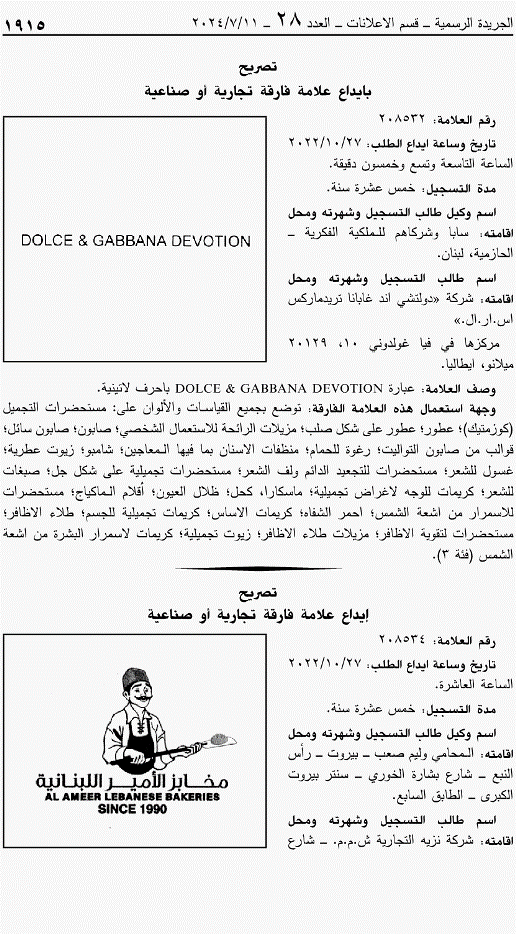 الجريدة الرسمية ــ قسم الاعلانات ــ العدد ٢٨ ــ ٢٠٢٤/٧/١١
١٩١٥
تصريح
بايداع علامة فارقة تجارية أو صناعية
رقم العلامة: ٢٠٨٥٣٢
تاريخ وساعة ايداع الطلب: ٢٠٢٢/١٠/٢٧
الساعة التاسعة وتسع وخمسون دقيقة.
مدة التسجيل: خمس عشرة سنة.
اسم وكيل طالب التسجيل وشهرته ومحل
اقامته: سابا وشركاهم للملكية الفكرية ــ
الحازمية، لبنان.
اسم طالب التسجيل وشهرته ومحل
اقامته: شركة «دولتشي اند غابانا تريدماركس
اس.ار.ال.»
مركزها في فيا غولدوني ١٠، ٢٠١٢٩
ميلانو، ايطاليا.
DOLCE & GABBANA DEVOTION
وصف العلامة: عبارة DOLCE & GABBANA DEVOTION باحرف لاتينية.
وجهة استعمال هذه العلامة الفارقة: توضع بجميع القياسات والألوان على: مستحضرات التجميل
(كوزمتيك)؛ عطور؛ عطور على شكل صلب؛ مزيلات الرائحة للاستعمال الشخصي؛ صابون؛ صابون سائل؛
قوالب من صابون التواليت؛ رغوة للحمام؛ منظفات الاسنان بما فيها المعاجين؛ شامبو؛ زيوت عطرية؛
غسول للشعر؛ مستحضرات للتجعيد الدائم ولف الشعر؛ مستحضرات تجميلية على شكل جل؛ صبغات
للشعر؛ كريمات للوجه لاغراض تجميلية؛ ماسكارا، كحل؛ ظلال العيون؛ أقلام الماكياج؛ مستحضرات
للاسمرار من اشعة الشمس؛ احمر الشفاه؛ كريمات الاساس؛ كريمات تجميلية للجسم؛ طلاء الاظافر؛
مستحضرات لتقوية الاظافر؛ مزيلات طلاء الاظافر؛ زيوت تجميلية؛ كريمات لاسمرار البشرة من اشعة
الشمس (فئة ٣).
تصريح
إيداع علامة فارقة تجارية أو صناعية
رقم العلامة: ٢٠٨٥٣٤
تاريخ وساعة ايداع الطلب: ٢٠٢٢/١٠/٢٧
الساعة العاشرة.
مدة التسجيل: خمس عشرة سنة.
اسم وكيل طالب التسجيل وشهرته ومحل
اقامته: المحامي وليم صعب ــ بيروت ــ رأس
النبع ــ شارع بشارة الخوري ــ سنتر بيروت
الكبرى ــ الطابق السابع.
اسم طالب التسجيل وشهرته ومحل
اقامته: شركة نزيه التجارية ش.م.م. ــ شارع
مخابز الأمير اللبنانية
AL AMEER LEBANESE BAKERIES
SINCE 1990